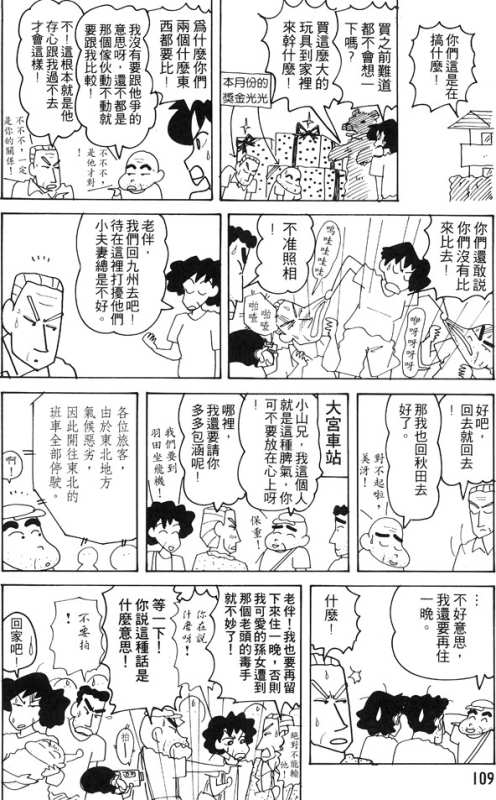 你們這是在
搞什麼！
買之前難道
都不會想一
下嗎？
買這麼大的
玩具到家裡
來幹什麼！
本月份的
獎金光光
爲什麼你們
兩個什麼東
西都要比！
我沒有要跟他爭的
意思呀，還不都是
那個傢伙動不動就
要跟我比較！
不不不，
是他才對
不！這根本就是他
存心跟我過不去
才會這樣！
不不不，一定
是你的關係！
你們還敢說
你們沒有比
來比去！
咿呀呀呀
嗚哇哇哇
不准照相
！
啪喳
啪喳
老伴，
我們回九州去吧！
待在這裡打擾他們
小夫妻總是不好。
好吧，
回去就回去
！
那我也回秋田去
好了。
對不起啦，
美冴！
大宮車站
小山兄，我這個人
就是這種脾氣，你
可不要放在心上呀
！
保重！
哪裡，
我還要請你
多多包涵呢！
我們要到
羽田坐飛機！
各位旅客，
由於東北地方
氣候惡劣，
因此開往東北的
班車全部停駛。
啊！
不好意思，
我還要再住
一晚。
什麼！
老伴！我也要再留
下來住一晚，否則
我可愛的孫女遭到
那個老頭的毒手
就不妙了！
絕對不能輸
他！
你在說
什麼呀！
等一下！
你說這種話是
什麼意思！
不要拍
！
拍
回家吧！
109